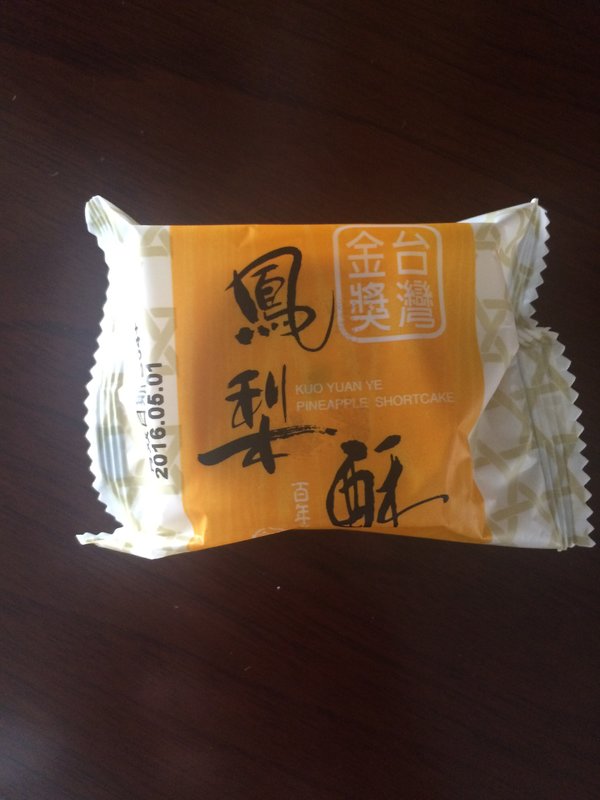 台灣
金獎
鳳梨酥
KUO YUAN YE
PINEAPPLE SHORTCAKE
百年
2016.05.01